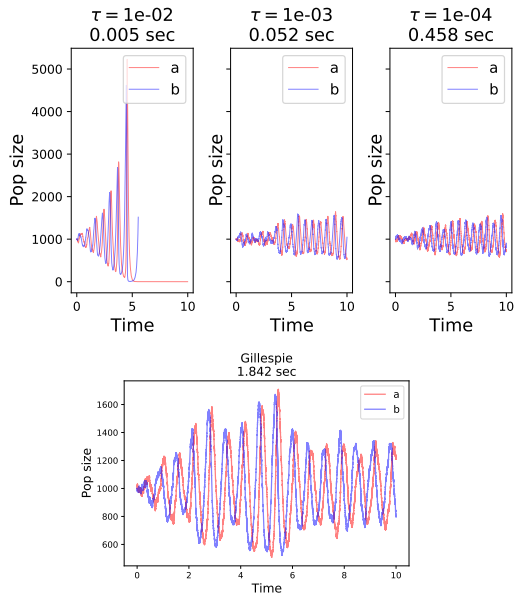 τ = 1e-02
0.005 sec
τ = 1e-03
0.052 sec
τ = 1e-04
0.458 sec
a
b
a
b
a
b
Pop size
Pop size
Pop size
5000
4000
3000
2000
1000
0
0
5
10
0
5
10
0
5
10
Time
Time
Time
Gillespie
1.842 sec
a
b
Pop size
1600
1400
1200
1000
800
600
0
2
4
6
8
10
Time